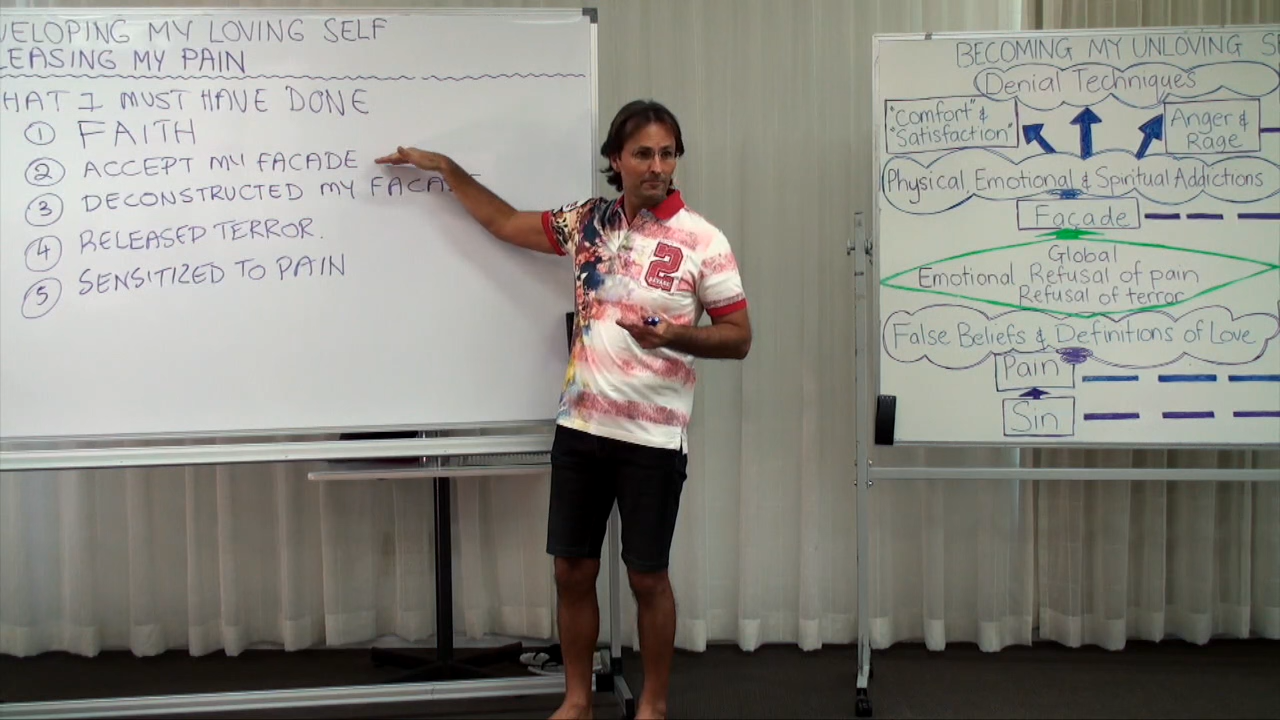 VELOPING MY LOVING SELF
LEASING MY PAIN
HAT I MUST HAVE DONE
1 FAITH
2 ACCEPT MY FACADE
3 DECONSTRUCTED MY
4 RELEASED TERROR.
5 SENSITIZED TO PAIN
2
BECOMING MY UNLOVING S
Denial Techniques
"Comfort" &
"Satisfaction"
Anger &
Rage
Physical, Emotional & Spiritual Addictions
Façade
Global
Emotional Refusal of pain
Refusal of terror
False Beliefs & Definitions of Love
Pain
Sin